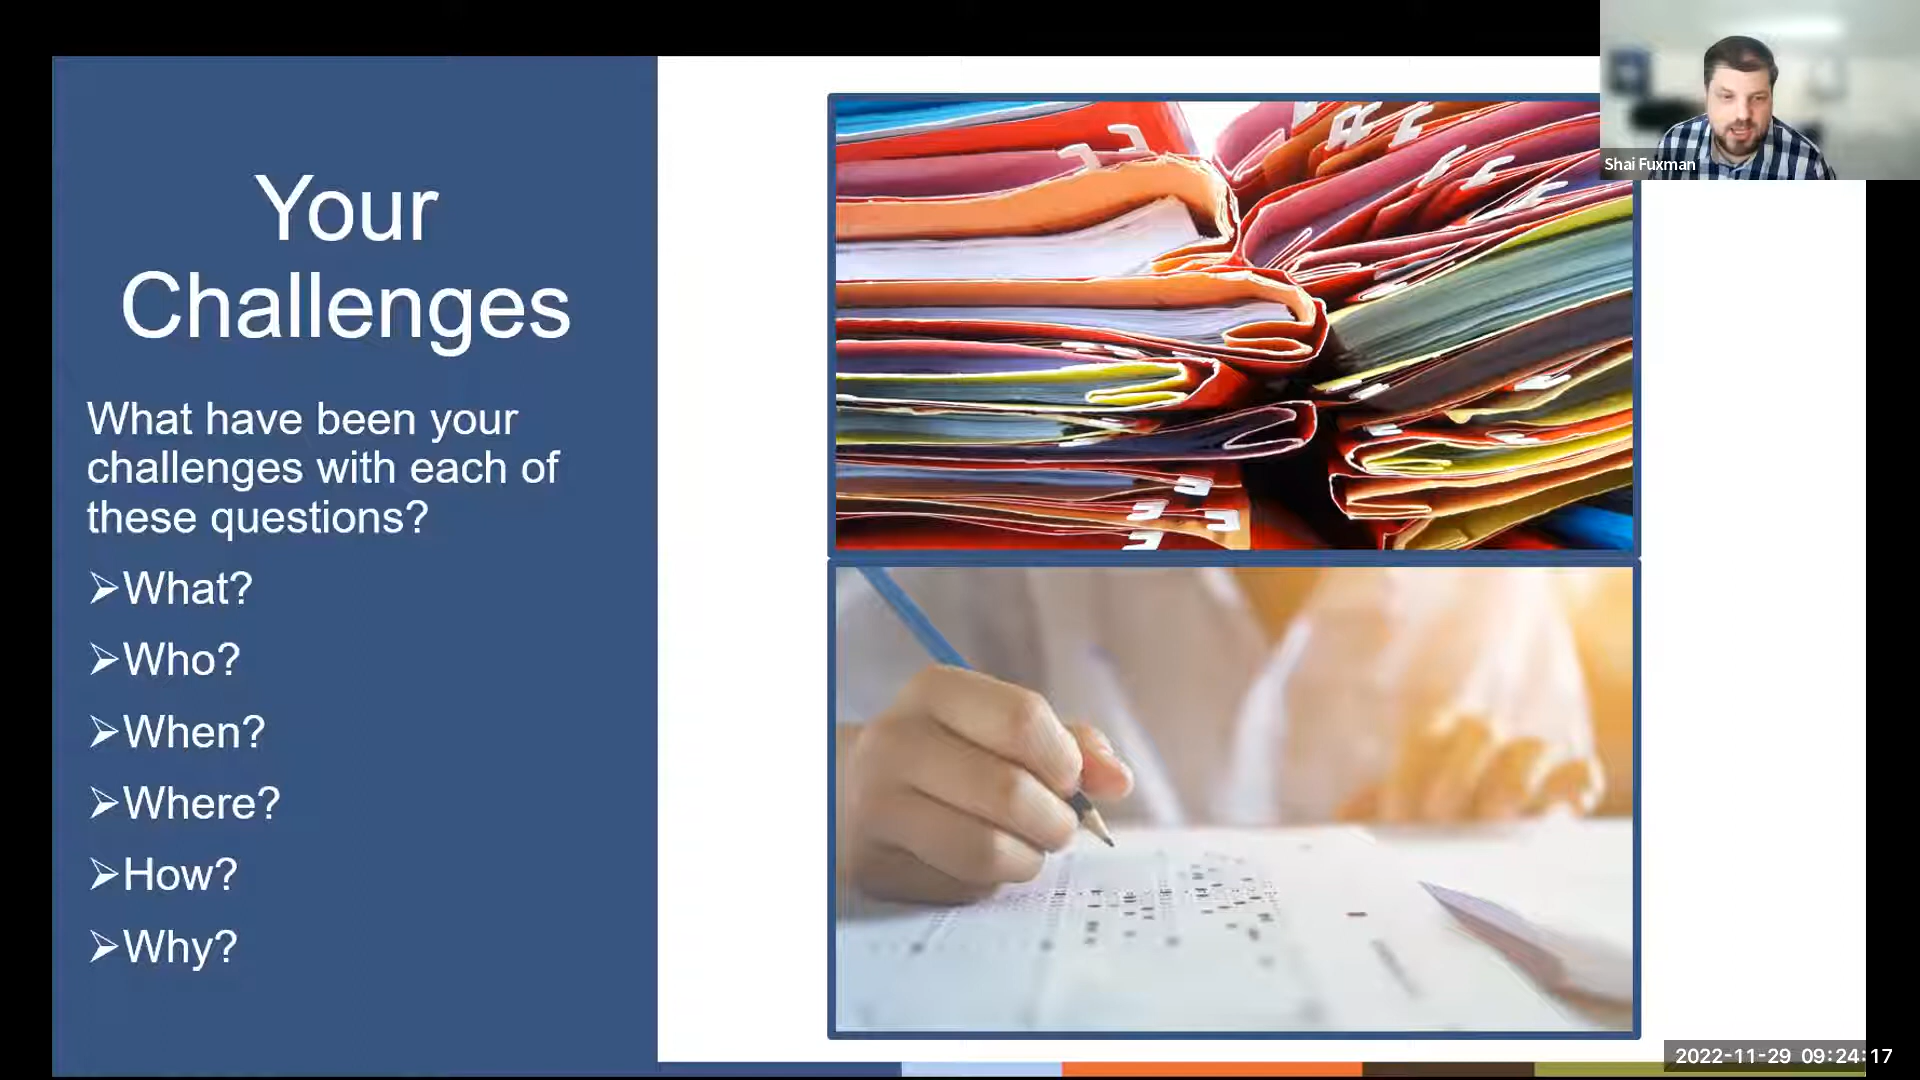 Your
Challenges
What have been your
challenges with each of
these questions?
➢What?
➢Who?
➢When?
➢Where?
➢How?
➢Why?
Shai Fuxman
2022-11-29 09:24:17